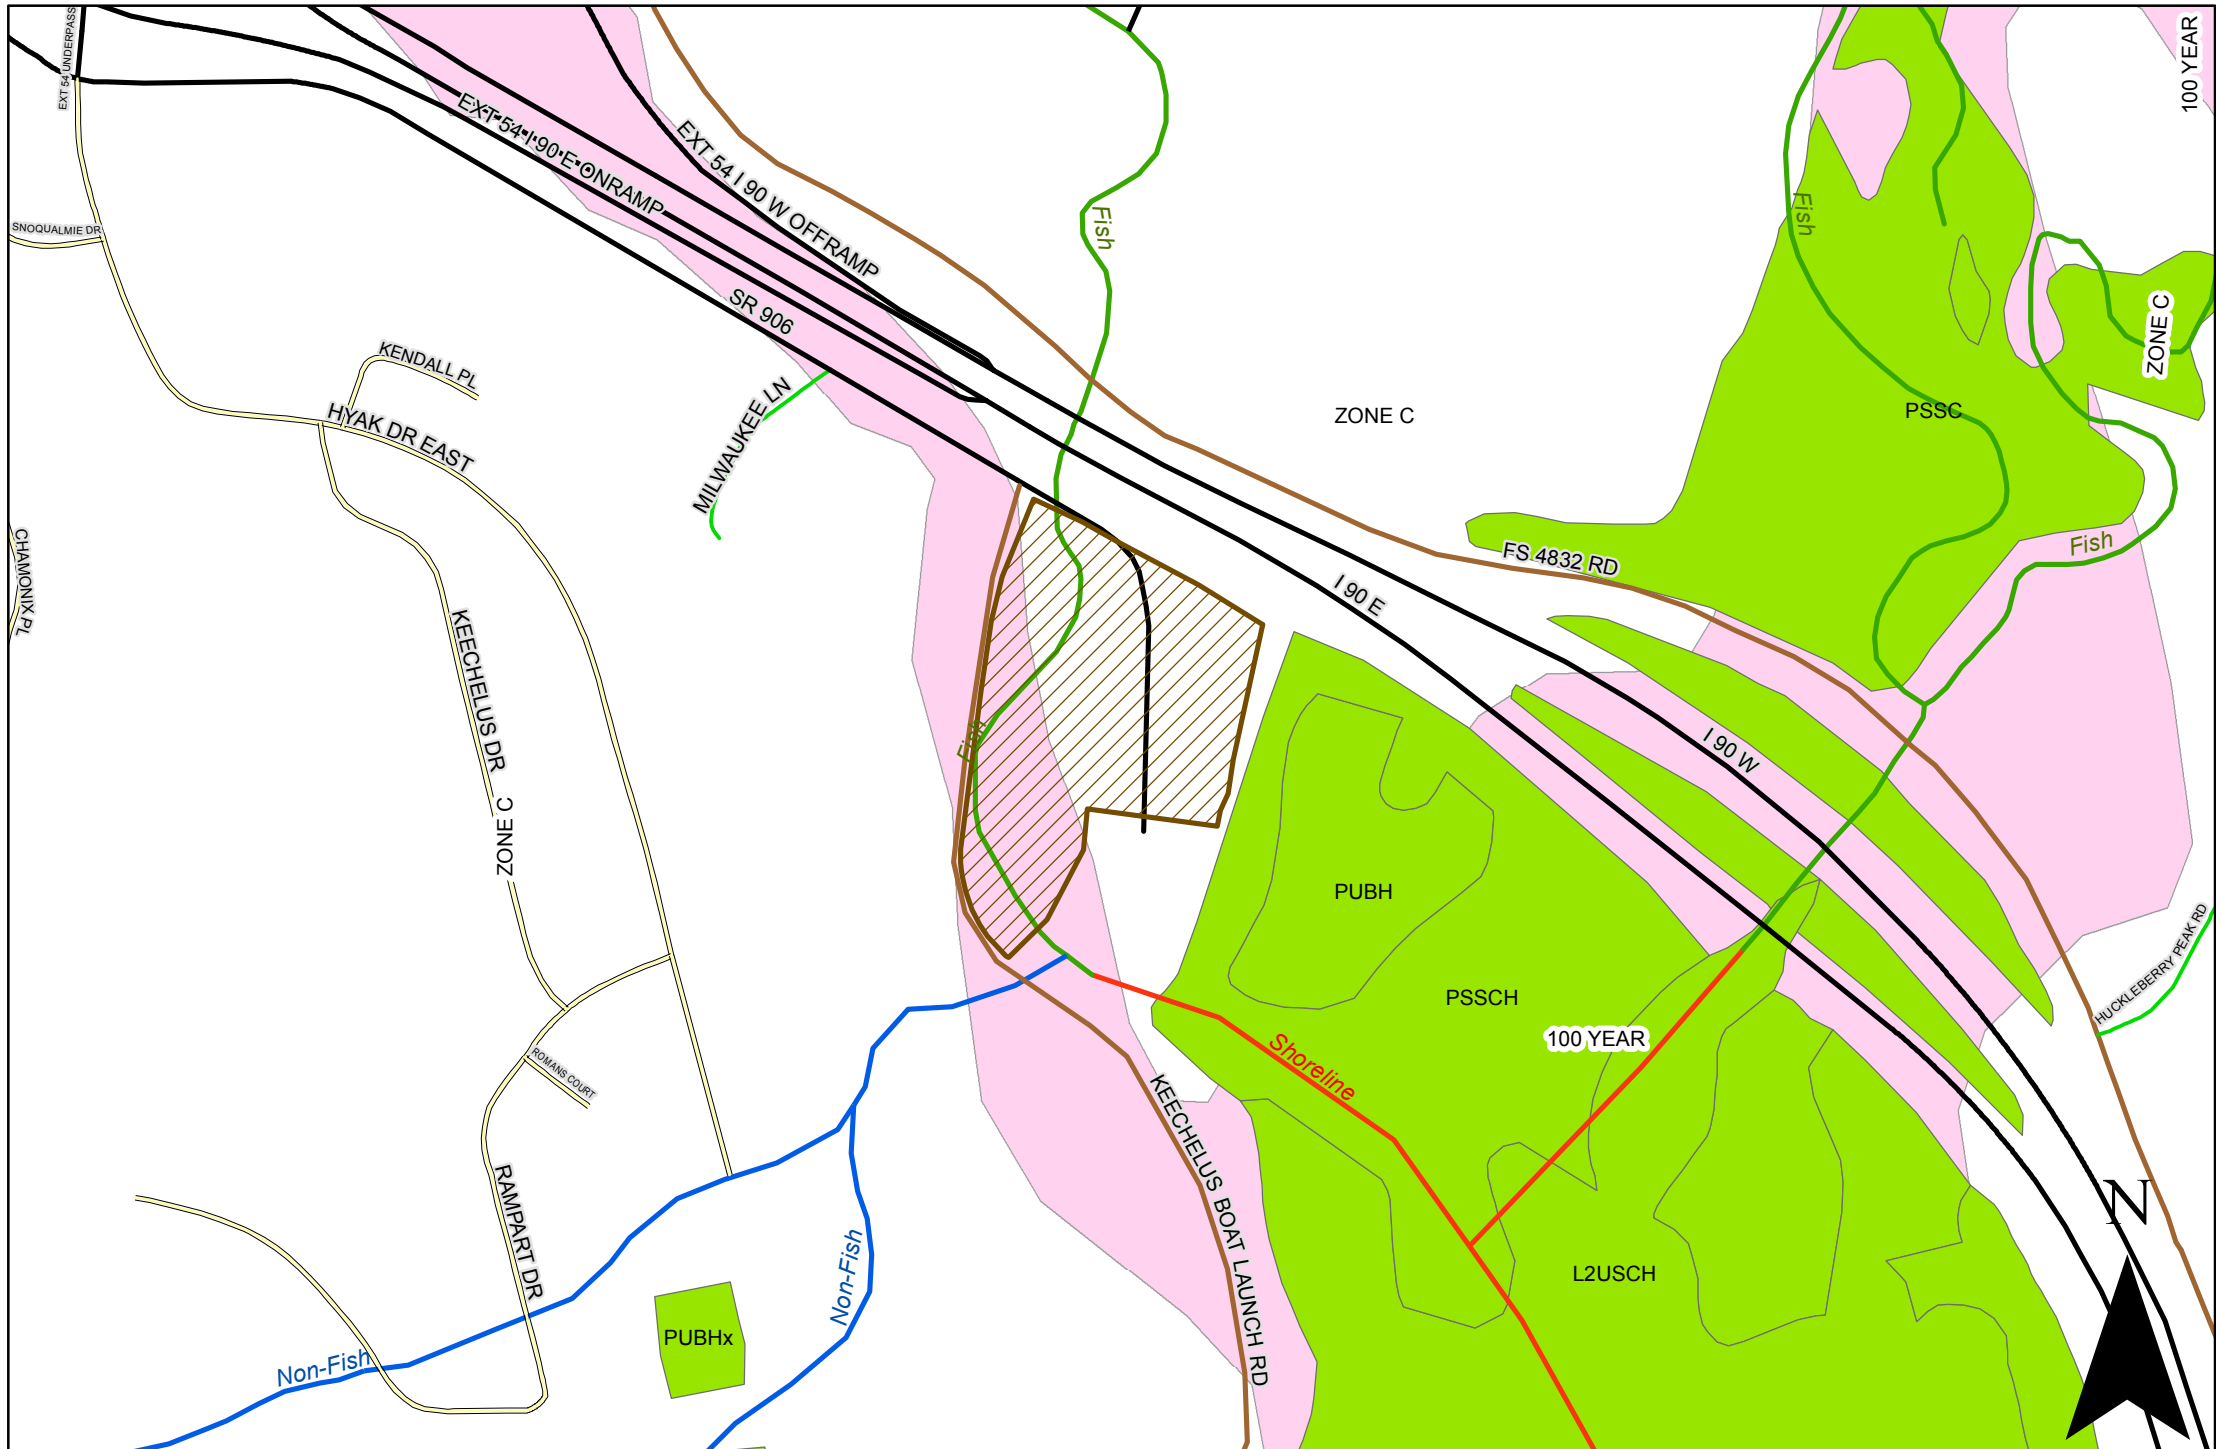 EXT 54 UNDERPASS
100 YEAR
EXT 54 I 90 E ONRAMP
EXT 54 I 90 W OFFRAMP
Fish
Fish
SNOQUALMIE DR
SR 906
ZONE C
KENDALL PL
MILWAUKEE LN
HYAK DR EAST
ZONE C
PSSC
CHAMONIX PL
FS 4832 RD
Fish
I 90 E
KEECHELUS DR
Fish
I 90 W
ZONE C
PUBH
HUCKLEBERRY PEAK RD
PSSCH
100 YEAR
Shoreline
ROMANS COURT
KEECHELUS BOAT LAUNCH RD
RAMPART DR
N
Non-Fish
L2USCH
PUBHx
Non-Fish